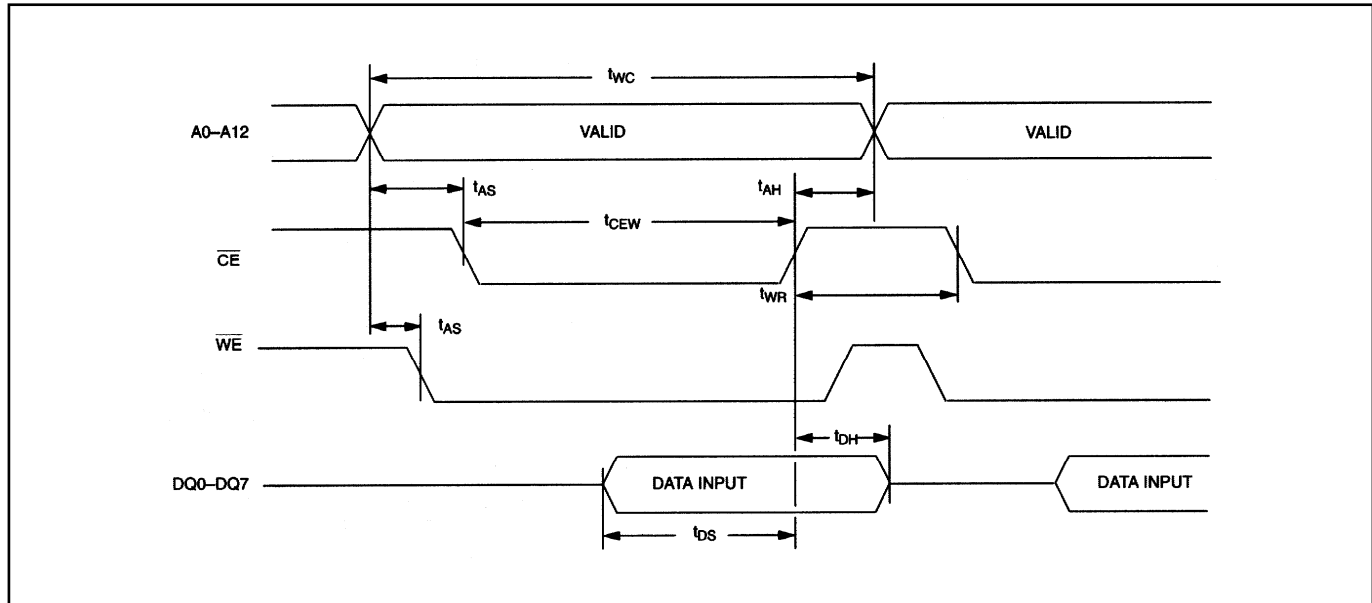 tWC
A0–A12
VALID
VALID
tAS
tAH
tCEW
CE
tWR
tAS
WE
tDH
DQ0–DQ7
DATA INPUT
DATA INPUT
tDS